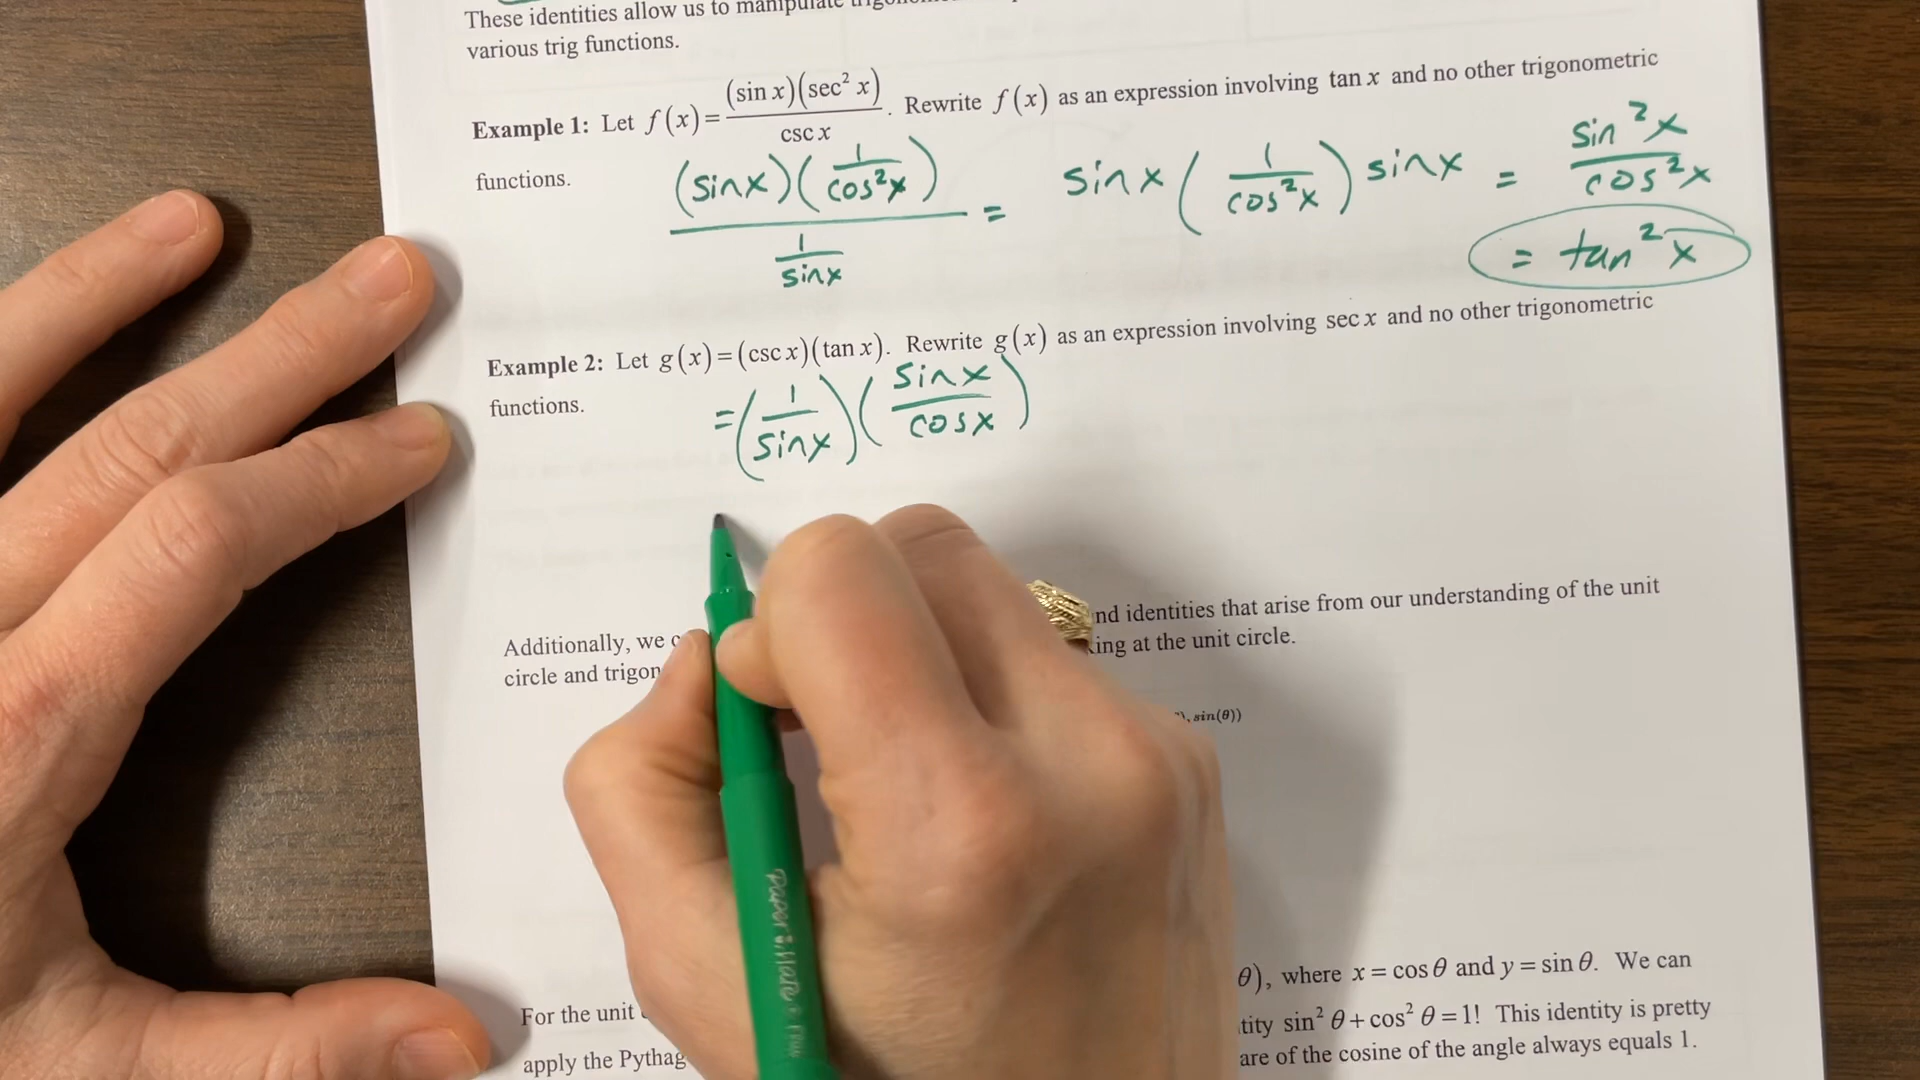 These identities allow us to manipulate
various trig functions.
Example 1: Let f(x) = (sin x)(sec² x) / csc x. Rewrite f(x) as an expression involving tan x and no other trigonometric
functions.
(sinx)(1/cos²x) / (1/sinx) = sinx (1/cos²x) sinx = sin²x/cos²x
= tan²x
Example 2: Let g(x) = (csc x)(tan x). Rewrite g(x) as an expression involving sec x and no other trigonometric
functions.
= (1/sinx)(sinx/cosx)
Additionally, we nd identities that arise from our understanding of the unit
circle and trigon ing at the unit circle.
, sin(θ))
θ), where x = cos θ and y = sin θ. We can
For the unit tity sin² θ + cos² θ = 1! This identity is pretty
apply the Pythag are of the cosine of the angle always equals 1.
Paper Mate